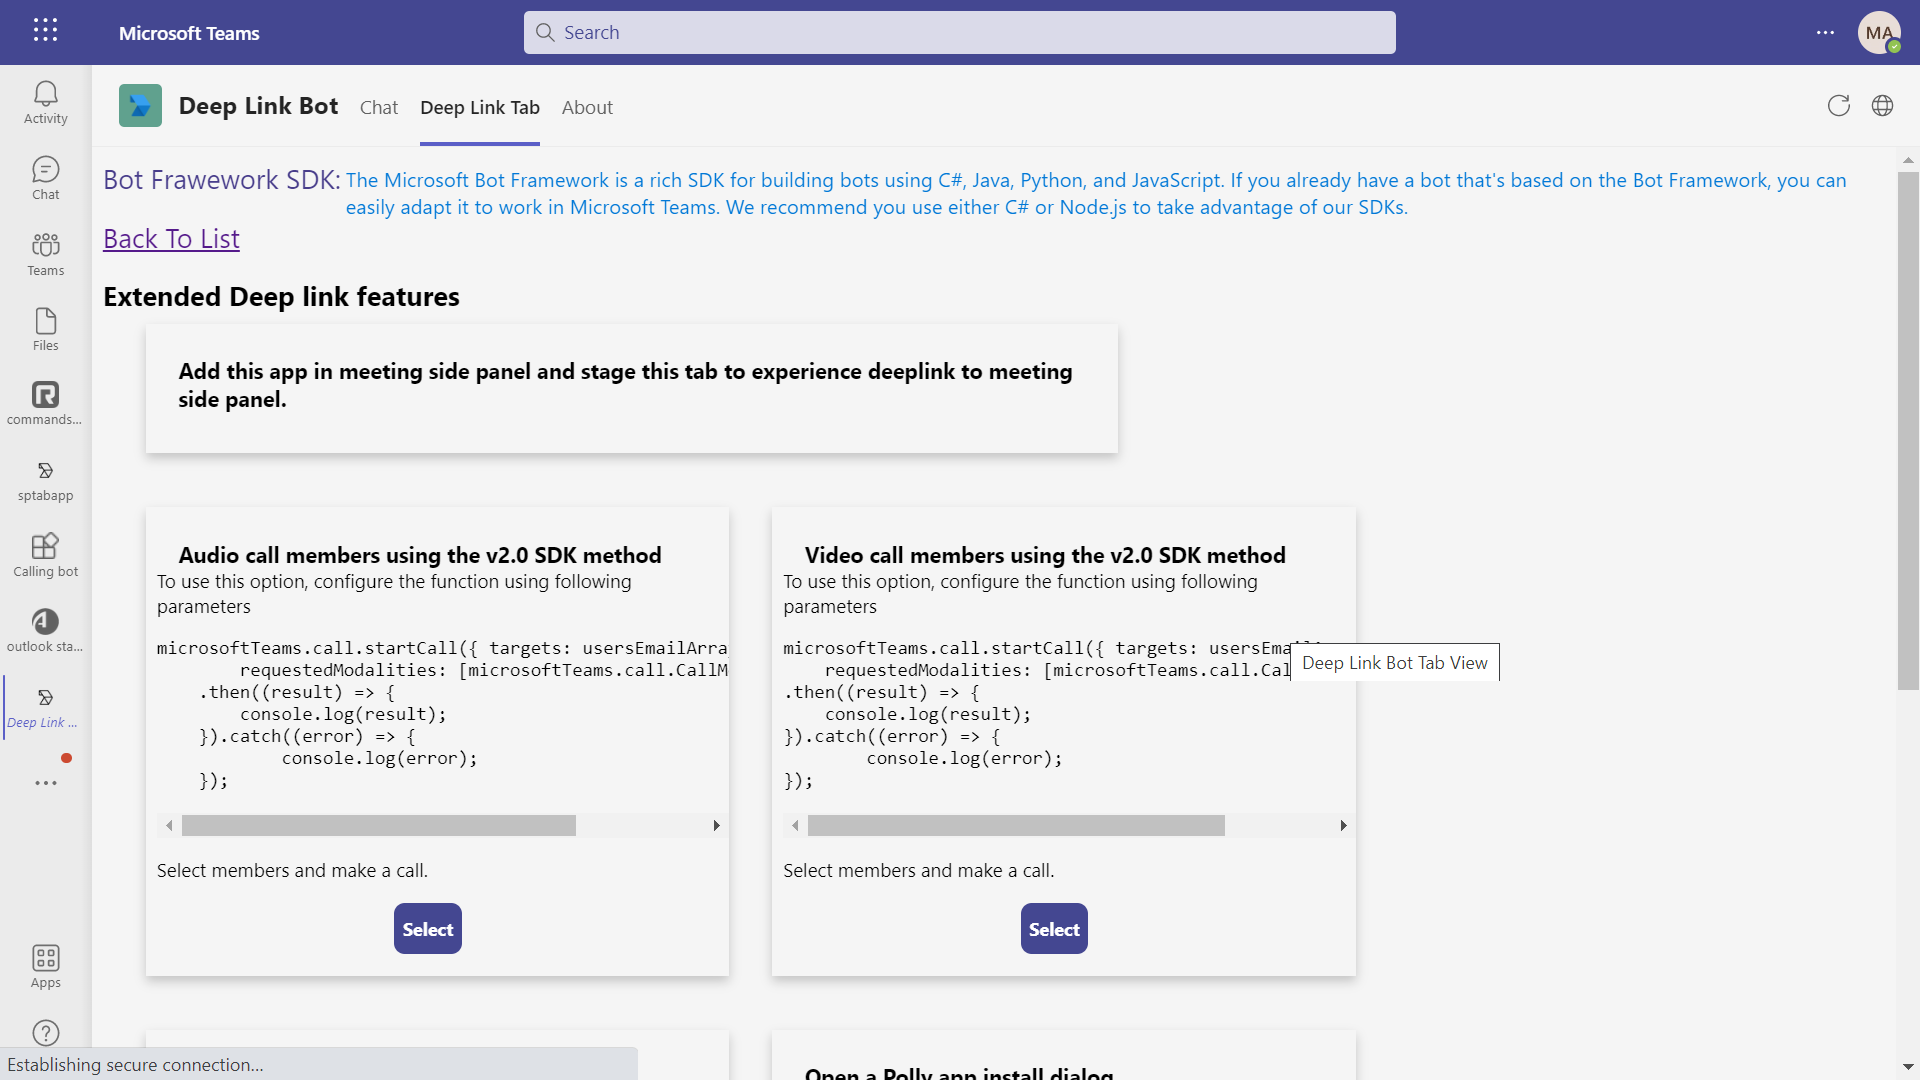 Microsoft Teams
Search
MA
Activity
Chat
Teams
Files
commands...
sptabapp
Calling bot
outlook sta...
Deep Link ...
Apps
Deep Link Bot
Chat
Deep Link Tab
About
Bot Frawework SDK:
The Microsoft Bot Framework is a rich SDK for building bots using C#, Java, Python, and JavaScript. If you already have a bot that's based on the Bot Framework, you can
easily adapt it to work in Microsoft Teams. We recommend you use either C# or Node.js to take advantage of our SDKs.
Back To List
Extended Deep link features
Add this app in meeting side panel and stage this tab to experience deeplink to meeting
side panel.
Audio call members using the v2.0 SDK method
To use this option, configure the function using following
parameters
microsoftTeams.call.startCall({ targets: usersEmailArra
requestedModalities: [microsoftTeams.call.CallM
.then((result) => {
console.log(result);
}).catch((error) => {
console.log(error);
});
Select members and make a call.
Select
Video call members using the v2.0 SDK method
To use this option, configure the function using following
parameters
microsoftTeams.call.startCall({ targets: usersEmailA
requestedModalities: [microsoftTeams.call.Cal
.then((result) => {
console.log(result);
}).catch((error) => {
console.log(error);
});
Select members and make a call.
Select
Deep Link Bot Tab View
Open a Polly app install dialog
Establishing secure connection...